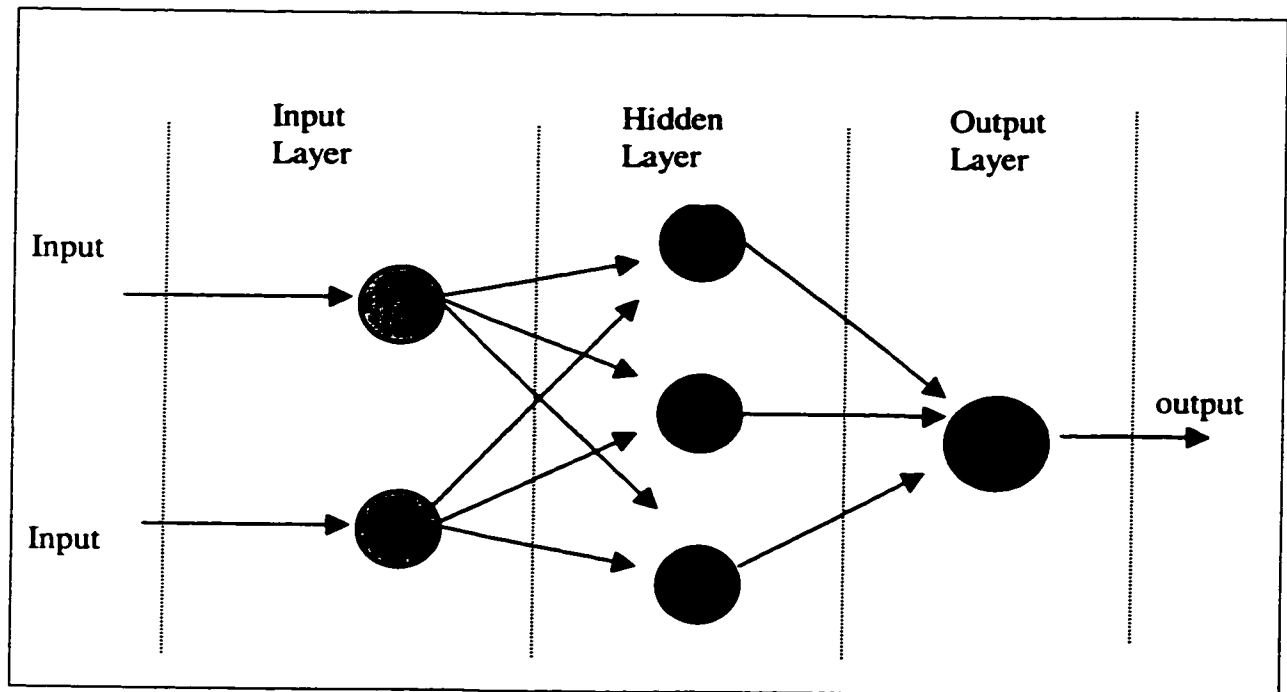 Input
Layer
Hidden
Layer
Output
Layer
Input
output
Input